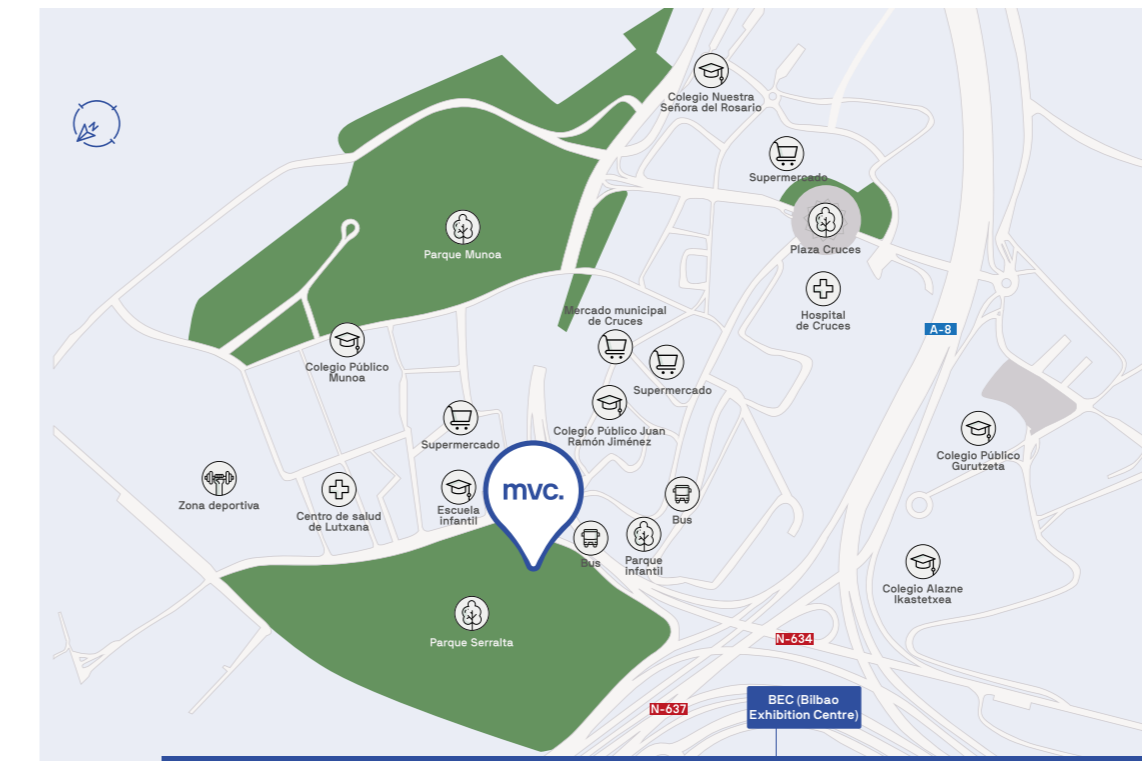 Colegio Nuestra
Señora del Rosario
N
Supermercado
Plaza Cruces
Parque Munoa
Mercado municipal
de Cruces
Hospital
de Cruces
A-8
Colegio Público
Munoa
Supermercado
Supermercado
Colegio Público Juan
Ramón Jiménez
Colegio Público
Gurutzeta
mvc.
Zona deportiva
Centro de salud
de Lutxana
Escuela
infantil
Bus
Bus
Parque
infantil
Colegio Alazne
Ikastetxea
Parque Serralta
N-634
N-637
BEC (Bilbao
Exhibition Centre)